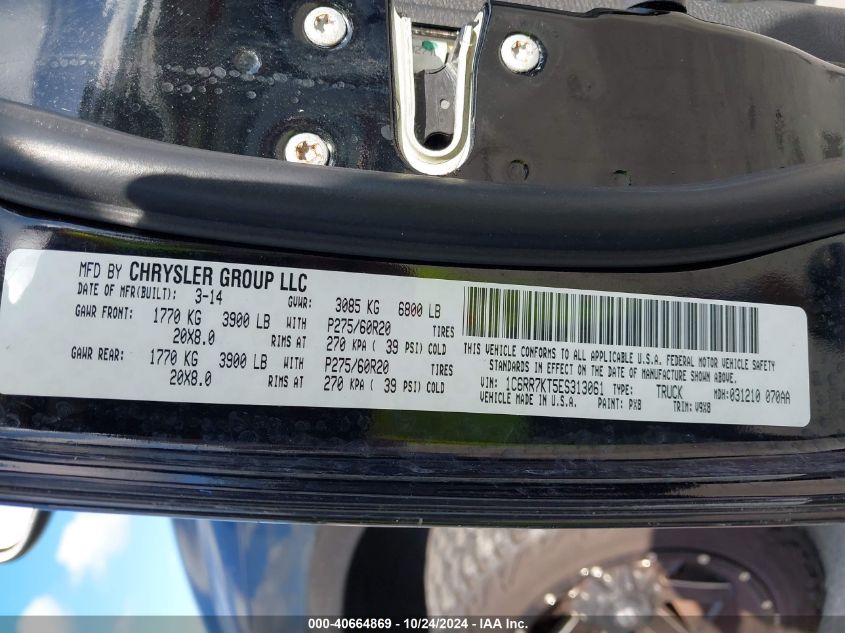 MFD BY CHRYSLER GROUP LLC
DATE OF MFR(BUILT): 3-14 GVWR: 3085 KG 6800 LB
GAWR FRONT: 1770 KG 3900 LB WITH P275/60R20 TIRES
20X8.0 RIMS AT 270 KPA ( 39 PSI) COLD
GAWR REAR: 1770 KG 3900 LB WITH P275/60R20 TIRES
20X8.0 RIMS AT 270 KPA ( 39 PSI) COLD
THIS VEHICLE CONFORMS TO ALL APPLICABLE U.S.A. FEDERAL MOTOR VEHICLE SAFETY
STANDARDS IN EFFECT ON THE DATE OF MANUFACTURE SHOWN ABOVE.
VIN: 1C6RR7KT5ES313061 TYPE: TRUCK MDH:031210 070AA
VEHICLE MADE IN U.S.A. PAINT: PX8 TRIM: V9X8
000-40664869 / 10/24/2024 - IAA Inc.